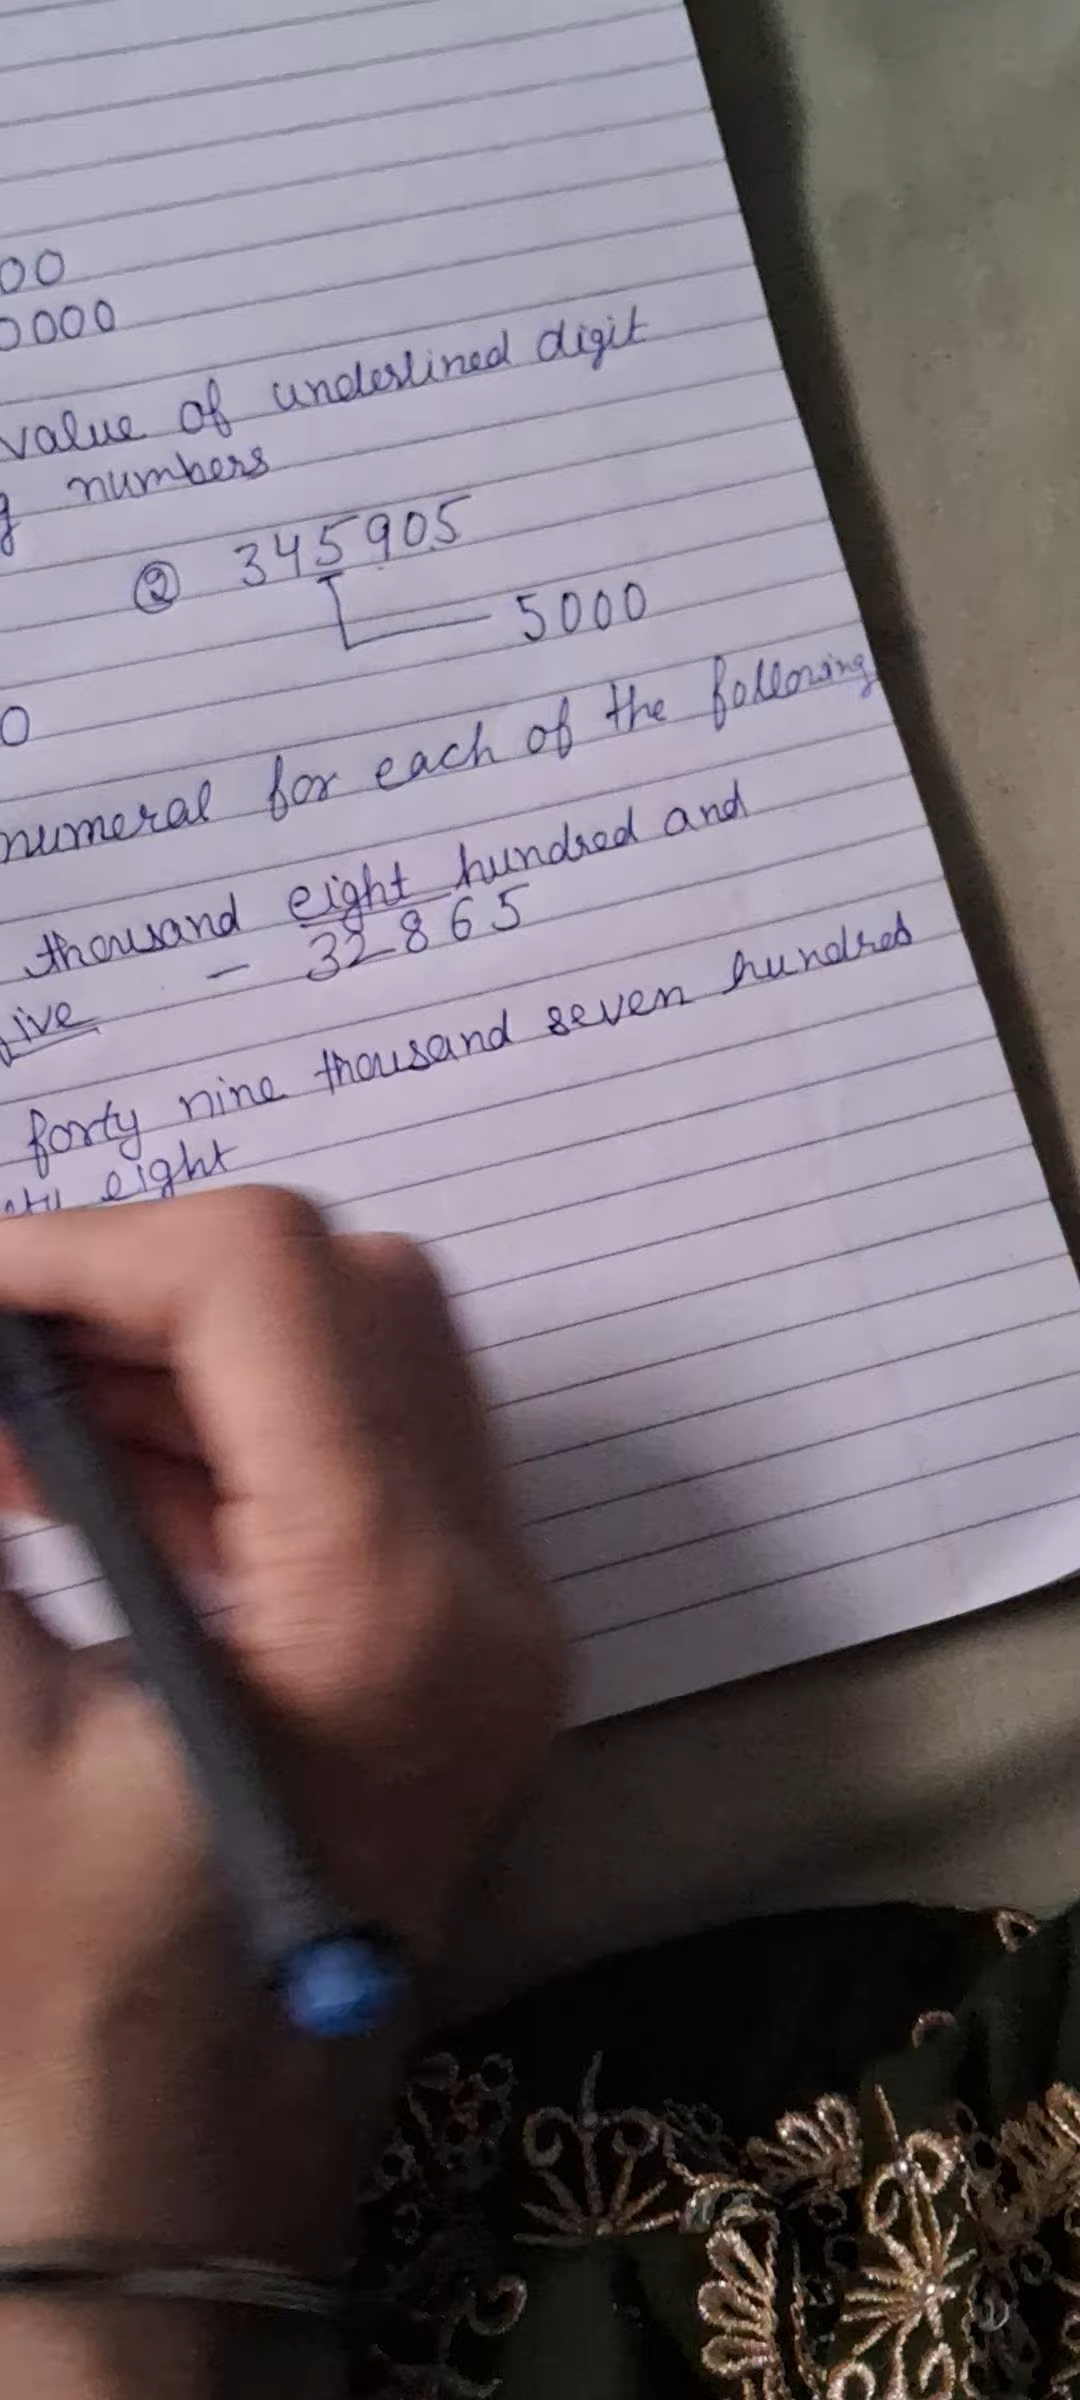 00
0000
value of underlined digit
numbers
② 345905
5000
0
numeral for each of the following
thousand eight hundred and
five - 32865
forty nine thousand seven hundred
eight